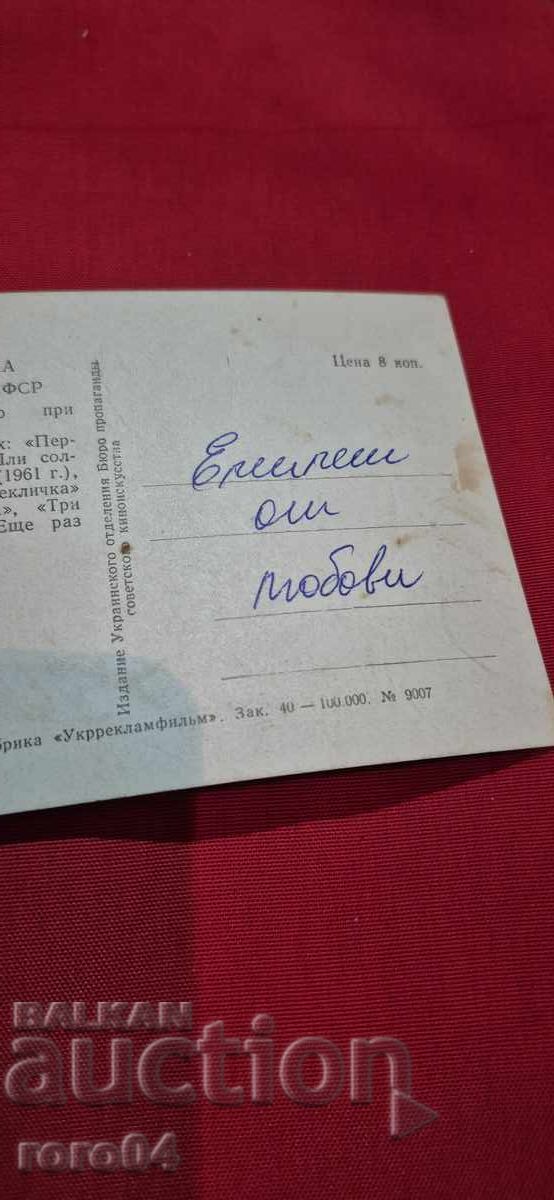 А
ФСР
о при
х: «Пер-
Или сол-
(1961 г.),
екличка»
», «Три
Еще раз
Издание Украинского отделения Бюро пропаганды
советского киноискусства
Цена 8 коп.
от
любови
брика «Укррекламфильм». Зак. 40 — 100.000. № 9007
BALKAN
auction
roro04